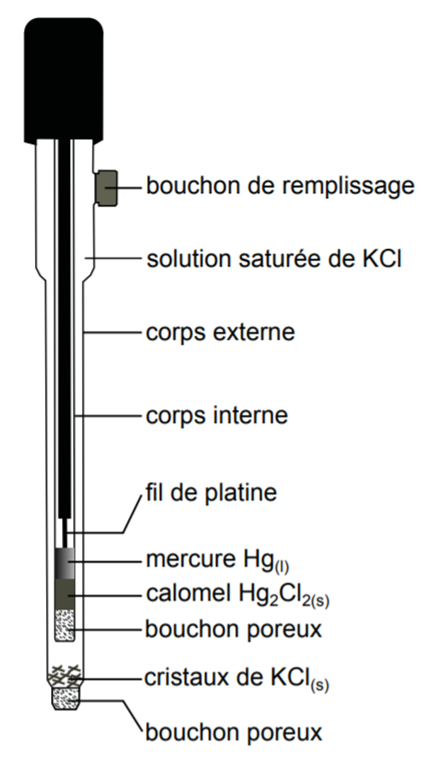 bouchon de remplissage
solution saturée de KCl
corps externe
corps interne
fil de platine
mercure Hg(l)
calomel Hg2Cl2(s)
bouchon poreux
cristaux de KCl(s)
bouchon poreux